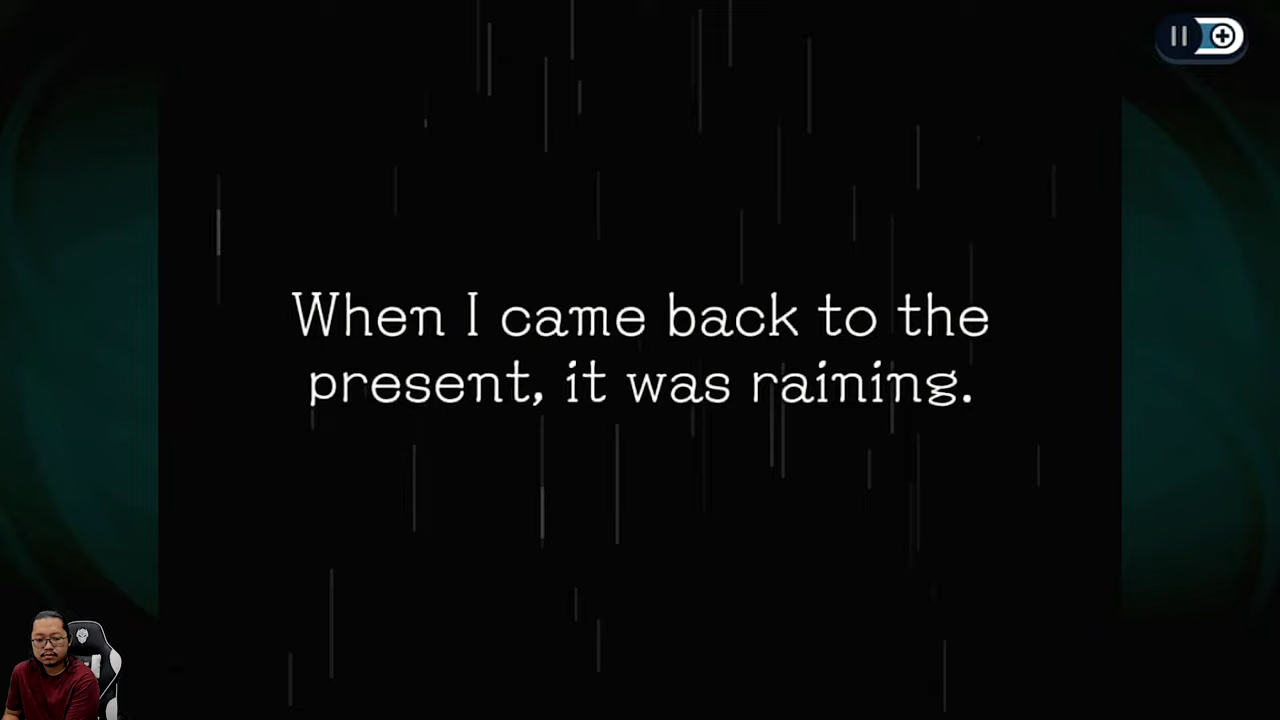 When I came back to the
present, it was raining.